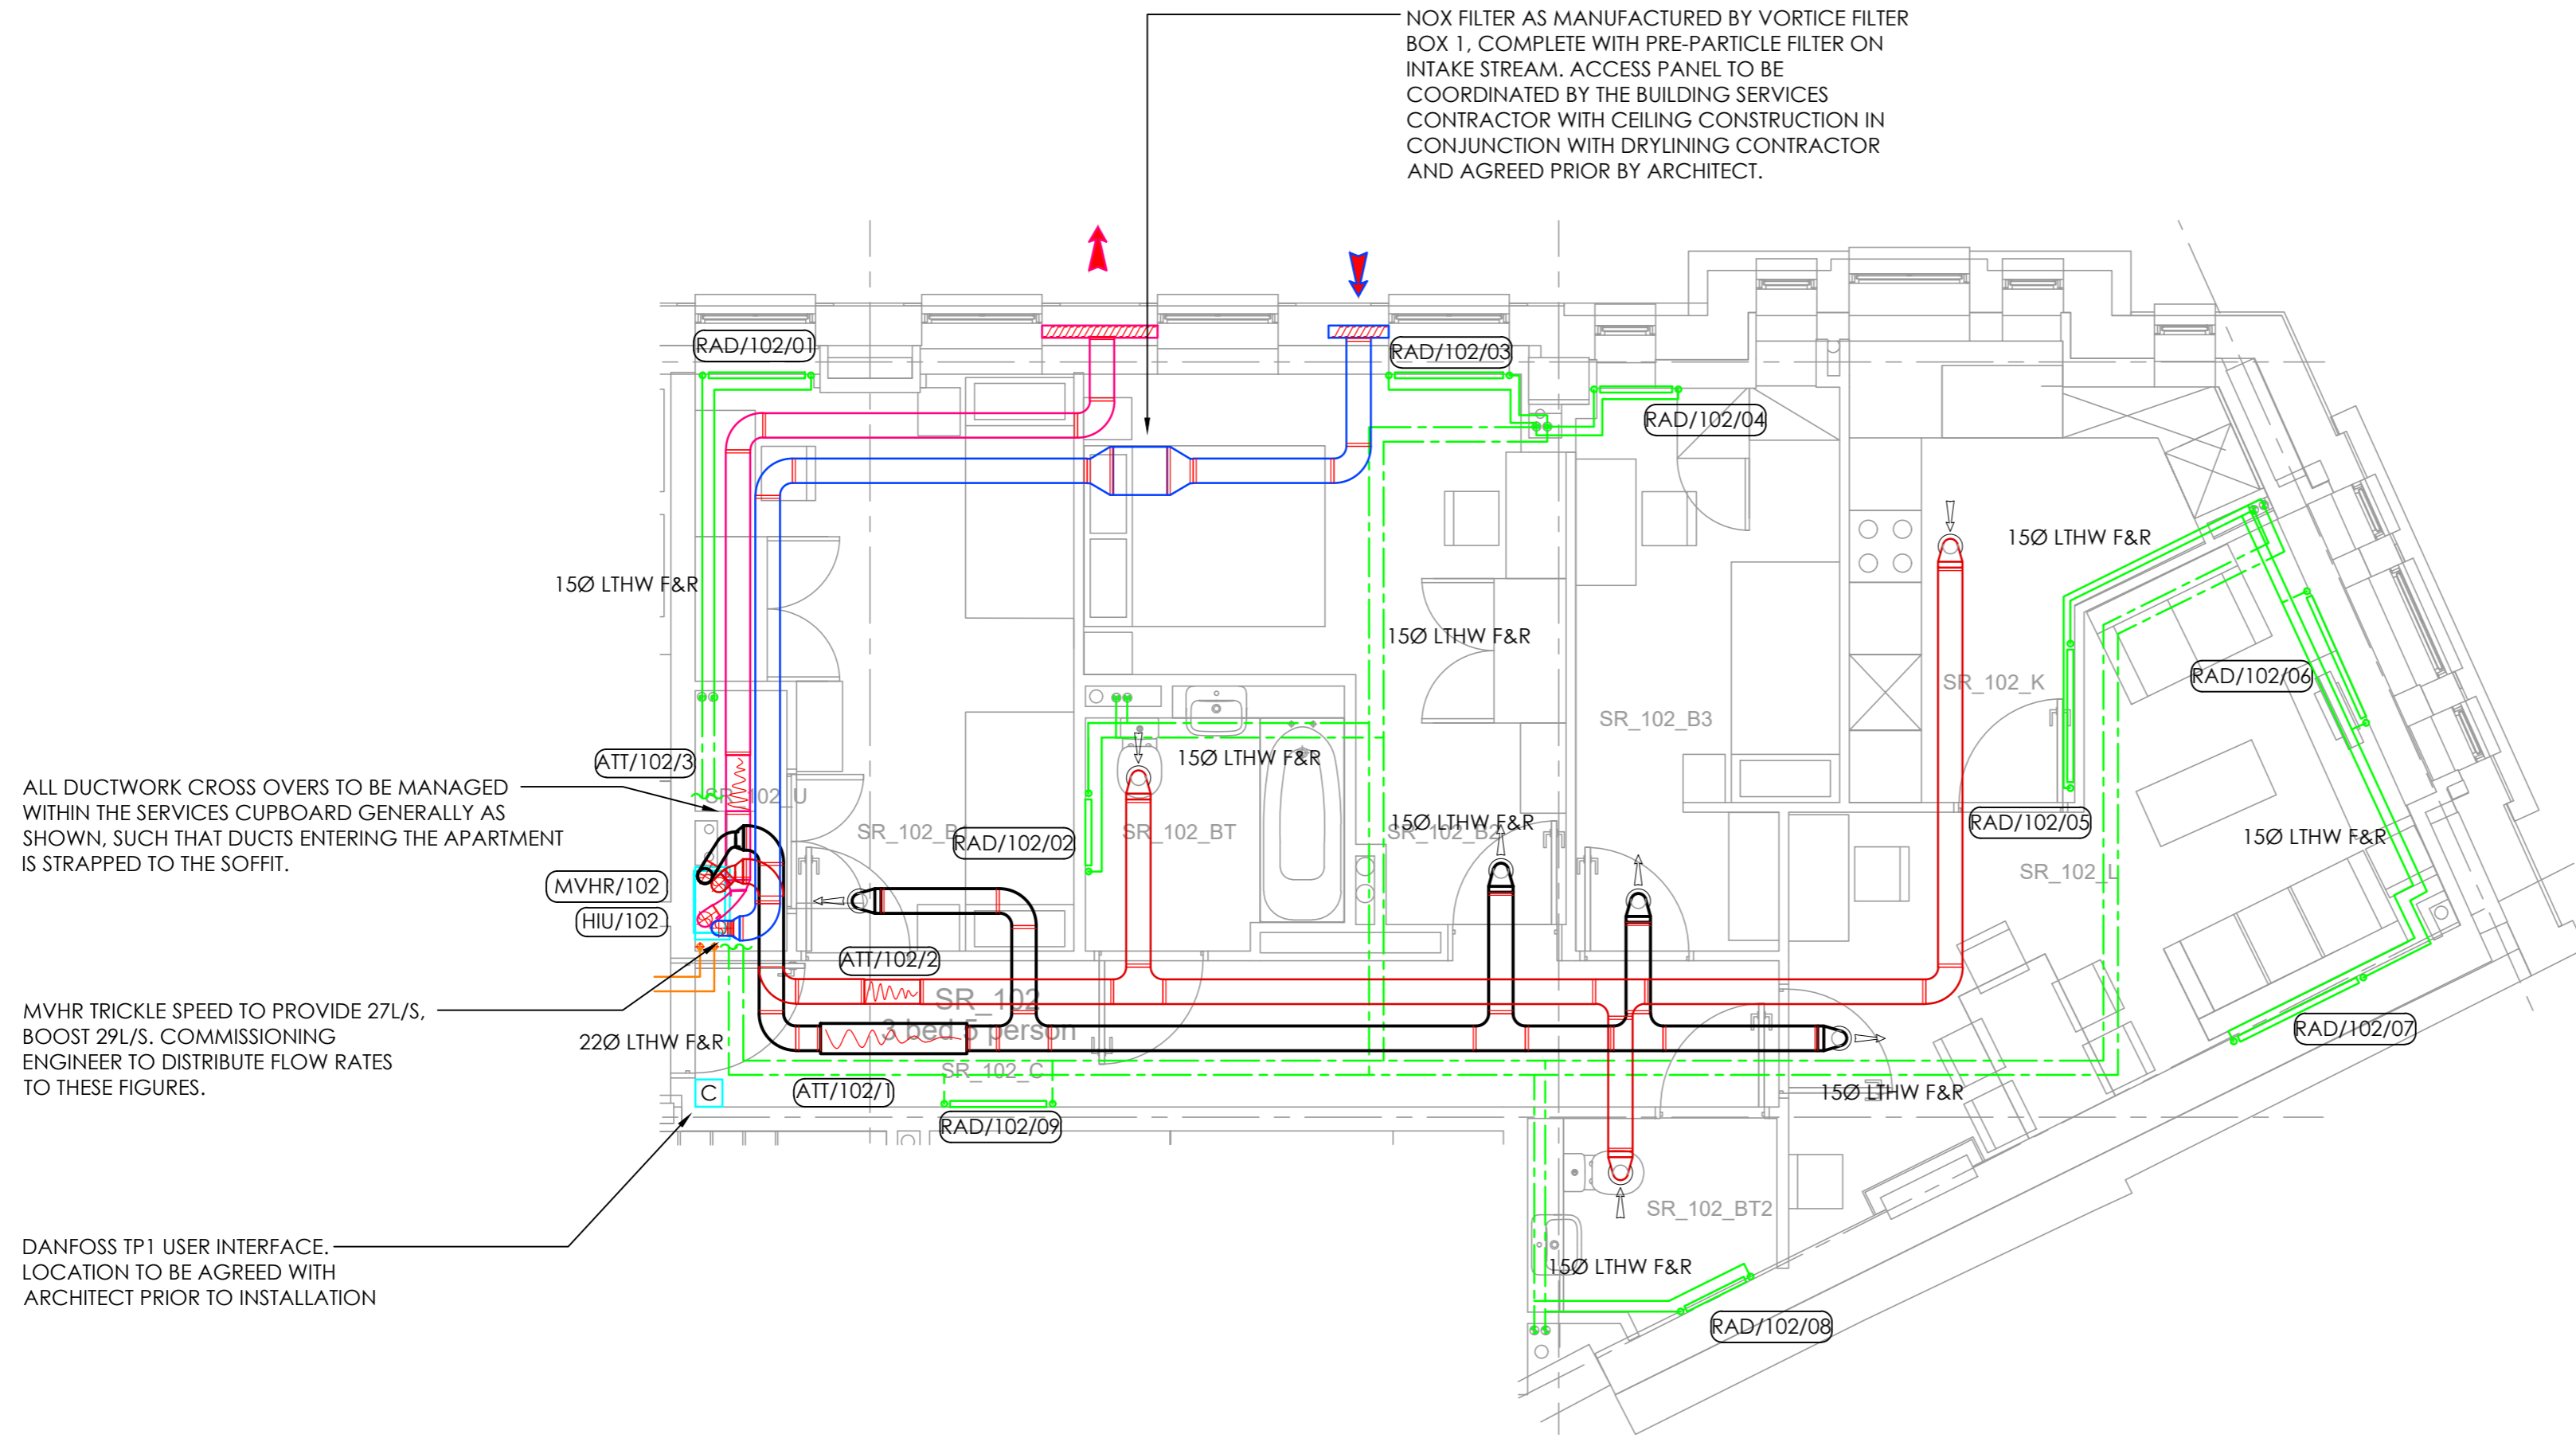 NOX FILTER AS MANUFACTURED BY VORTICE FILTER
BOX 1, COMPLETE WITH PRE-PARTICLE FILTER ON
INTAKE STREAM. ACCESS PANEL TO BE
COORDINATED BY THE BUILDING SERVICES
CONTRACTOR WITH CEILING CONSTRUCTION IN
CONJUNCTION WITH DRYLINING CONTRACTOR
AND AGREED PRIOR BY ARCHITECT.
RAD/102/01
RAD/102/03
RAD/102/04
15Ø LTHW F&R
15Ø LTHW F&R
15Ø LTHW F&R
RAD/102/06
SR_102_K
SR_102_B3
ATT/102/3
15Ø LTHW F&R
SR_102_U
ALL DUCTWORK CROSS OVERS TO BE MANAGED
WITHIN THE SERVICES CUPBOARD GENERALLY AS
SHOWN, SUCH THAT DUCTS ENTERING THE APARTMENT
IS STRAPPED TO THE SOFFIT.
SR_102_B
RAD/102/02
SR_102_BT
15Ø LTHW F&R
SR_102_B2
RAD/102/05
15Ø LTHW F&R
SR_102_L
MVHR/102
HIU/102
ATT/102/2
SR_102
3 bed 5 person
MVHR TRICKLE SPEED TO PROVIDE 27L/S,
BOOST 29L/S. COMMISSIONING
ENGINEER TO DISTRIBUTE FLOW RATES
TO THESE FIGURES.
22Ø LTHW F&R
RAD/102/07
SR_102_C
C
ATT/102/1
15Ø LTHW F&R
RAD/102/09
SR_102_BT2
DANFOSS TP1 USER INTERFACE.
LOCATION TO BE AGREED WITH
ARCHITECT PRIOR TO INSTALLATION
15Ø LTHW F&R
RAD/102/08